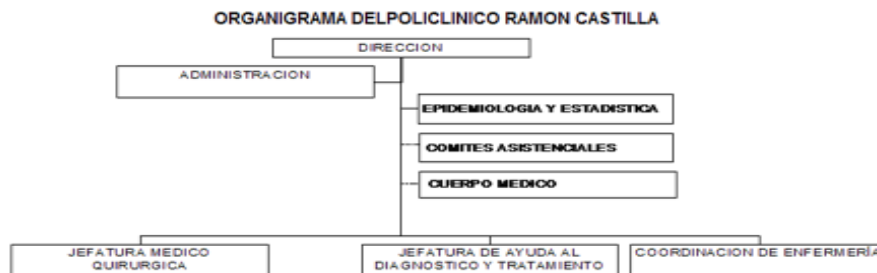 ORGANIGRAMA DELPOLICLINICO RAMON CASTILLA
DIRECCION
ADMINISTRACION
EPIDEMIOLOGIA Y ESTADISTICA
COMITES ASISTENCIALES
CUERPO MEDICO
JEFATURA MEDICO
QUIRURGICA
JEFATURA DE AYUDA AL
DIAGNOSTICO Y TRATAMIENTO
COORDINACION DE ENFERMERÍA